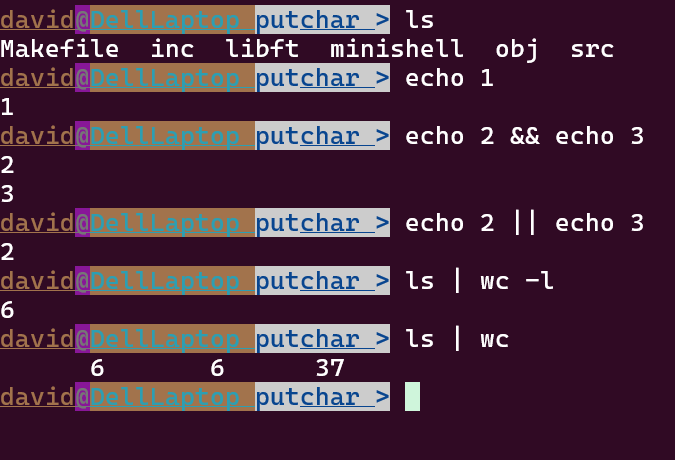 david@DellLaptop putchar > ls
Makefile  inc  libft  minishell  obj  src
david@DellLaptop putchar > echo 1
1
david@DellLaptop putchar > echo 2 && echo 3
2
3
david@DellLaptop putchar > echo 2 || echo 3
2
david@DellLaptop putchar > ls | wc -l
6
david@DellLaptop putchar > ls | wc
      6       6      37
david@DellLaptop putchar >